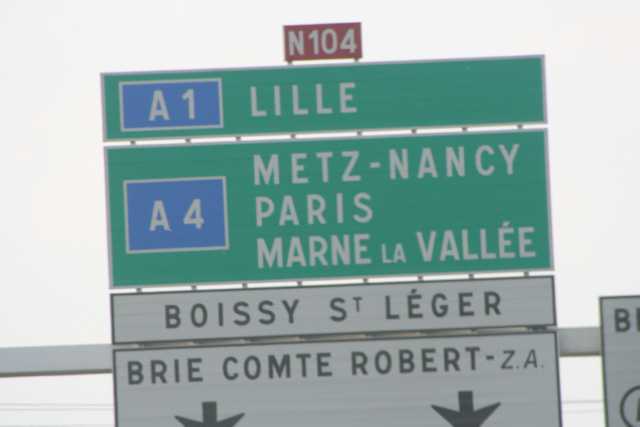 N104
A1 LILLE
METZ-NANCY
A4 PARIS
MARNE LA VALLÉE
BOISSY ST LÉGER
BRIE COMTE ROBERT-Z.A.